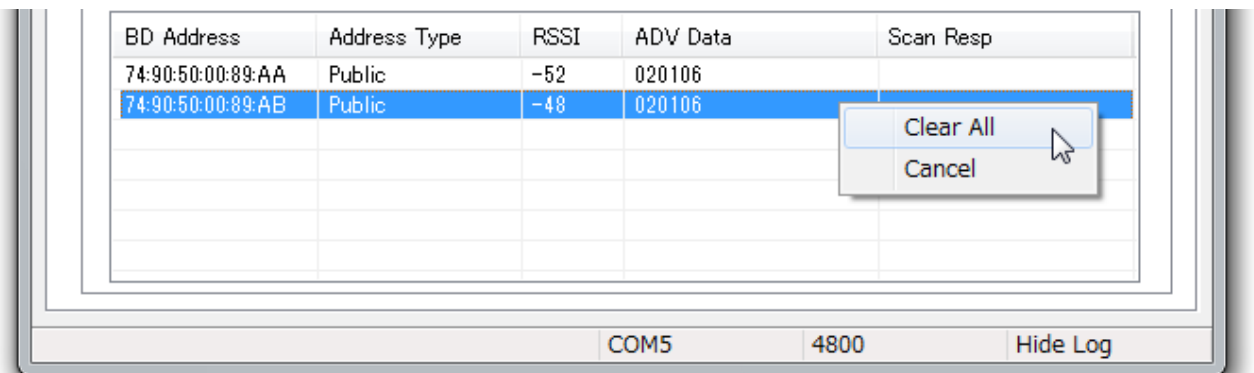 BD Address Address Type RSSI ADV Data Scan Resp
74:90:50:00:89:AA Public -52 020106
74:90:50:00:89:AB Public -48 020106
Clear All
Cancel
COM5 4800 Hide Log